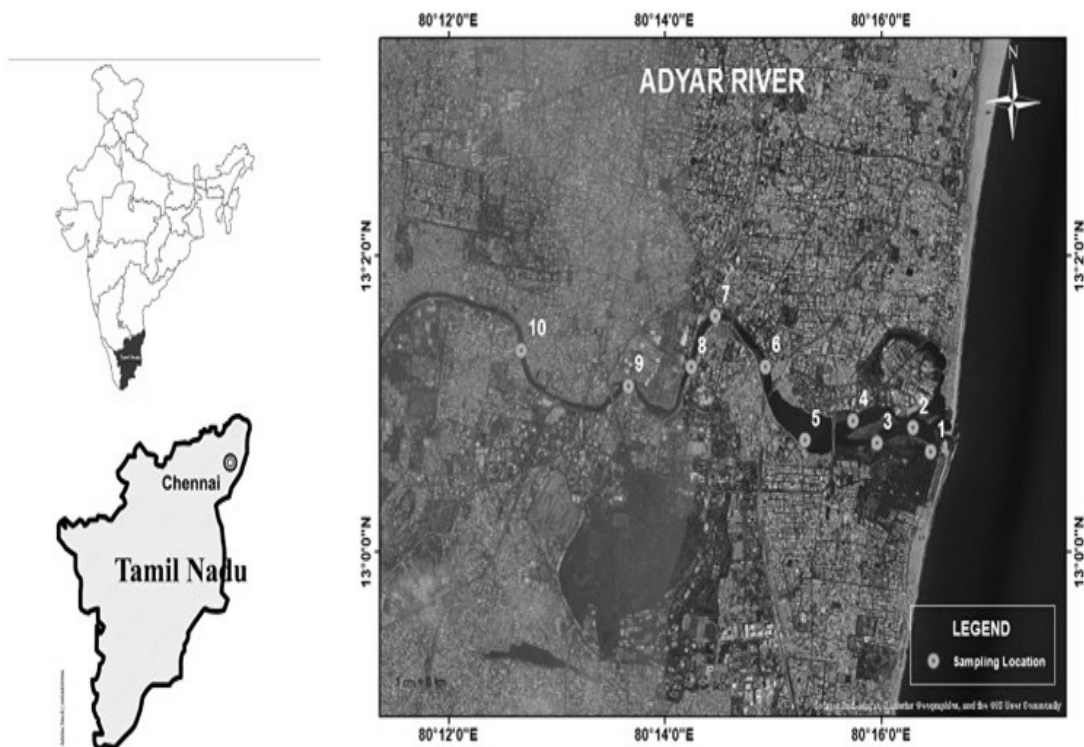 80°12'0"E 80°14'0"E 80°16'0"E
ADYAR RIVER
N
13°2'0"N
13°2'0"N
7
10
8
6
9
4
2
5
3
1
13°0'0"N
13°0'0"N
LEGEND
Sampling Location
80°12'0"E 80°14'0"E 80°16'0"E
Tamil Nadu
Chennai
Tamil Nadu